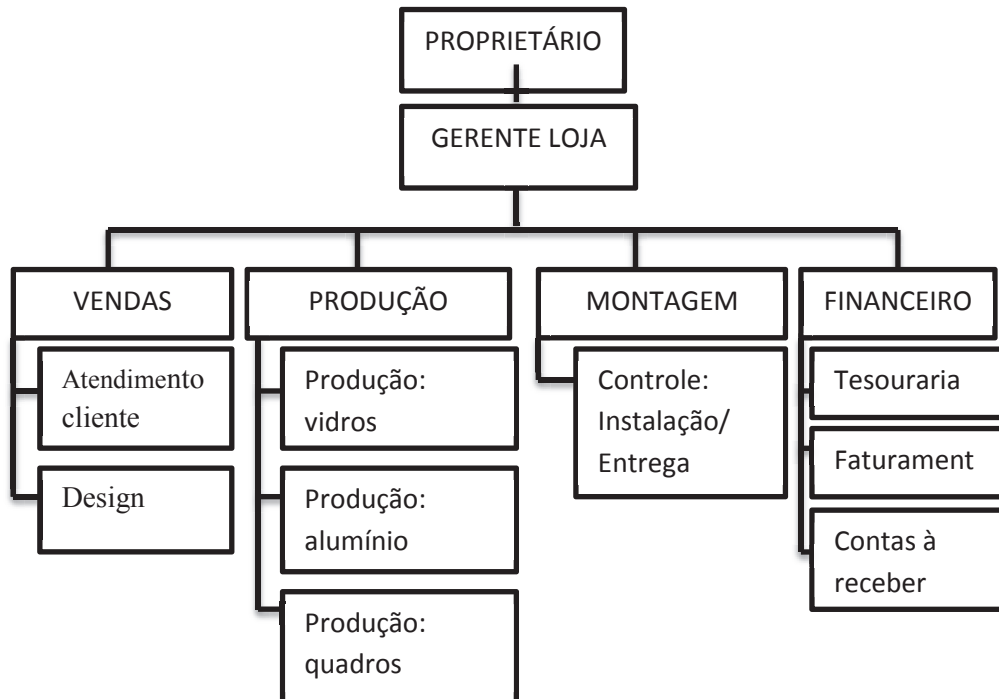 PROPRIETÁRIO
GERENTE LOJA
VENDAS
Atendimento
cliente
Design
PRODUÇÃO
Produção:
vidros
Produção:
alumínio
Produção:
quadros
MONTAGEM
Controle:
Instalação/
Entrega
FINANCEIRO
Tesouraria
Faturament
Contas à
receber